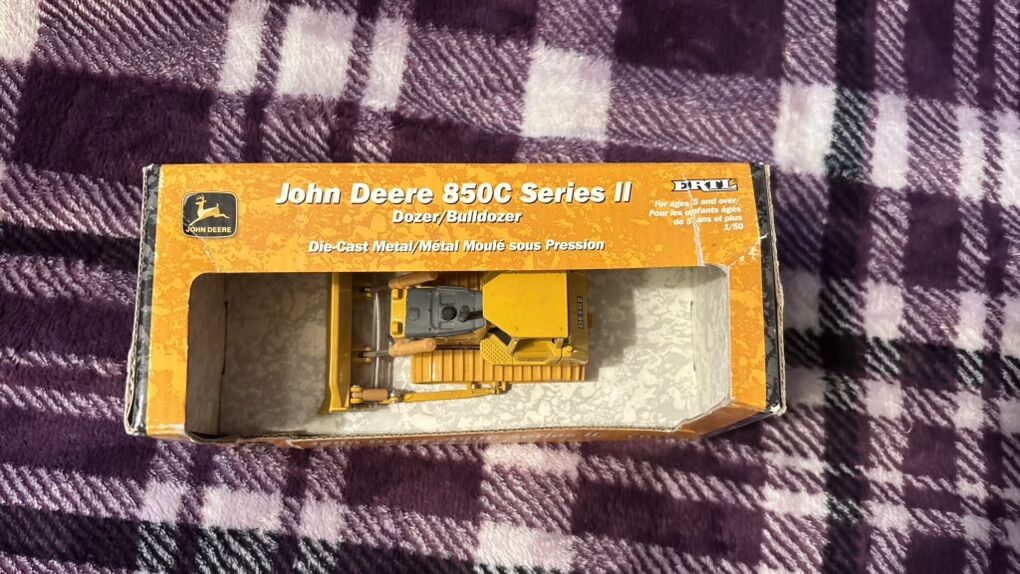 JOHN DEERE
John Deere 850C Series II
Dozer/Bulldozer
Die-Cast Metal/Métal Moulé sous Pression
ERTL
For ages 5 and over/
Pour les enfants âgés
de 5 ans et plus
1/50
DEERE